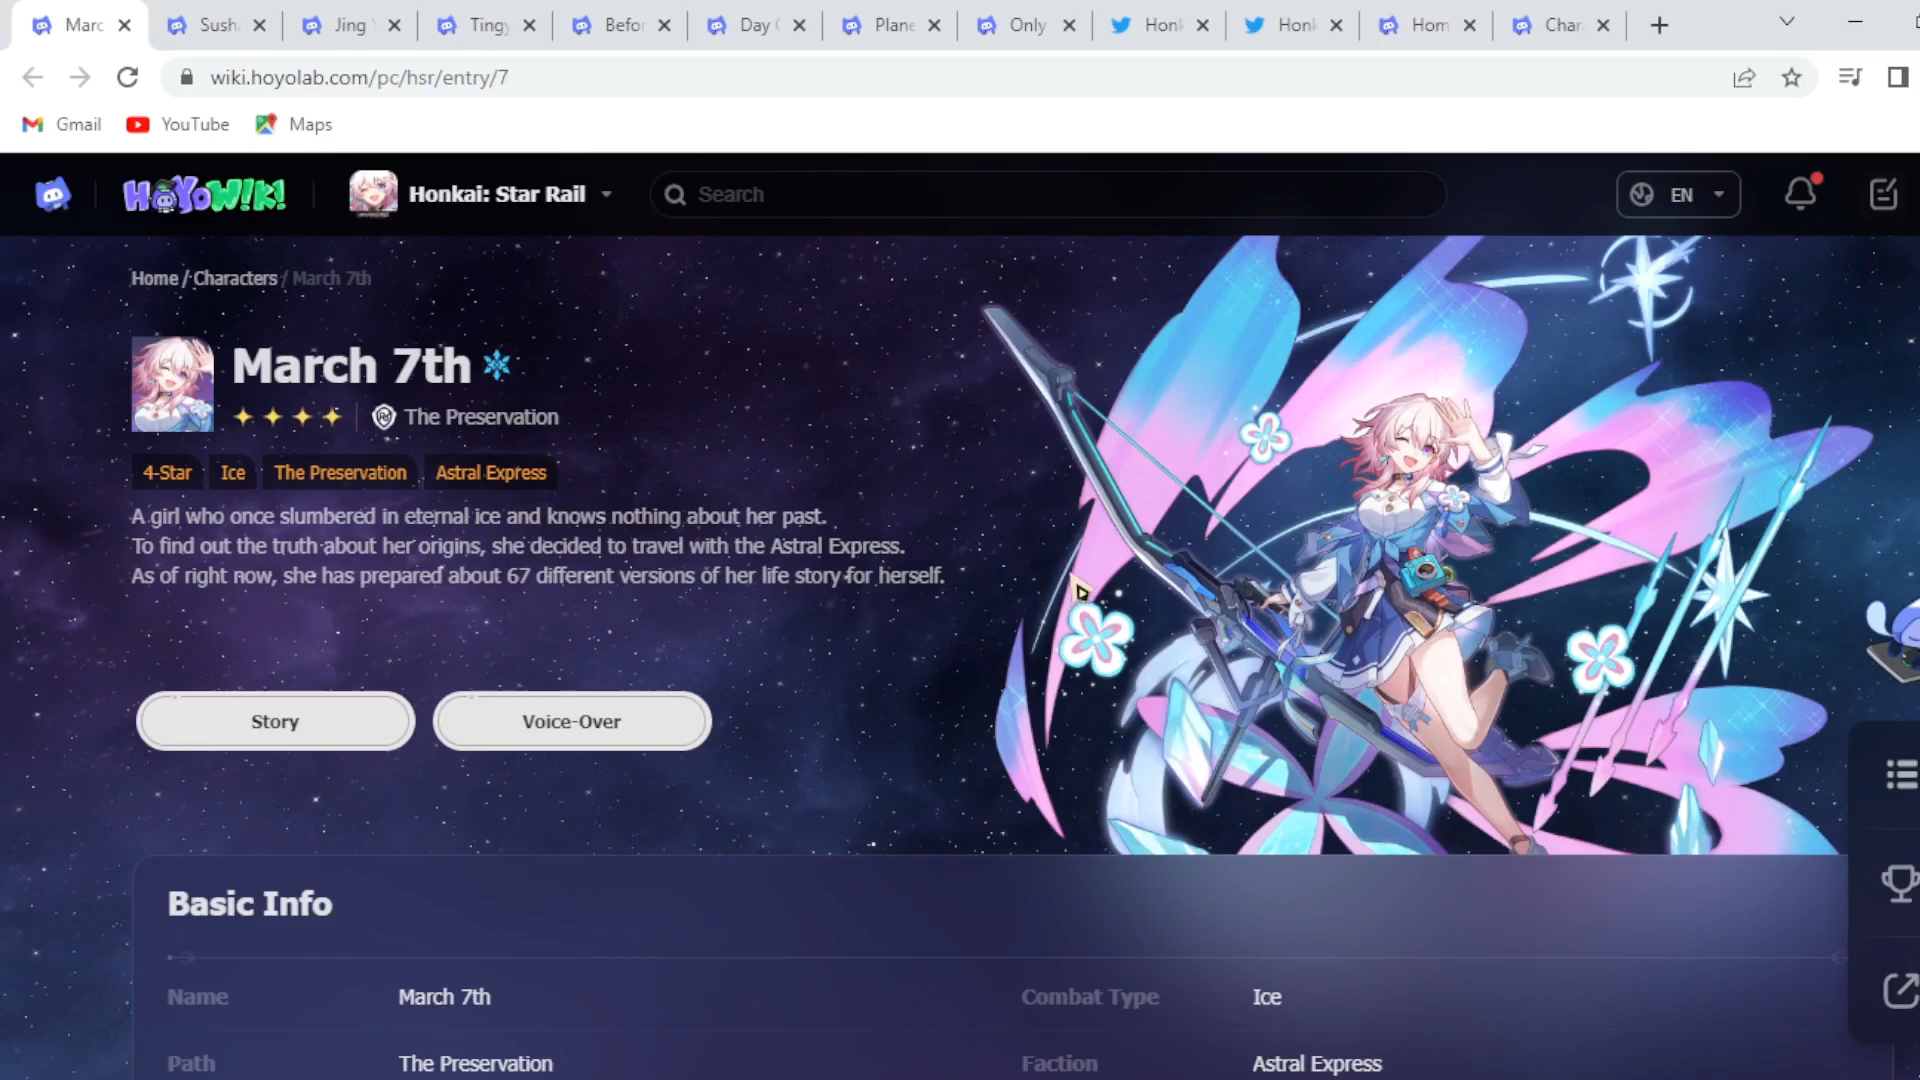 Marc
Sush
Jing
Tingy
Befor
Day
Plane
Only
Honk
Honk
Hom
Char
wiki.hoyolab.com/pc/hsr/entry/7
Gmail YouTube Maps
HOYOWIKI Honkai: Star Rail Search EN
Home / Characters / March 7th
March 7th
The Preservation
4-Star Ice The Preservation Astral Express
A girl who once slumbered in eternal ice and knows nothing about her past.
To find out the truth about her origins, she decided to travel with the Astral Express.
As of right now, she has prepared about 67 different versions of her life story for herself.
Story Voice-Over
Basic Info
Name March 7th Combat Type Ice
Path The Preservation Faction Astral Express